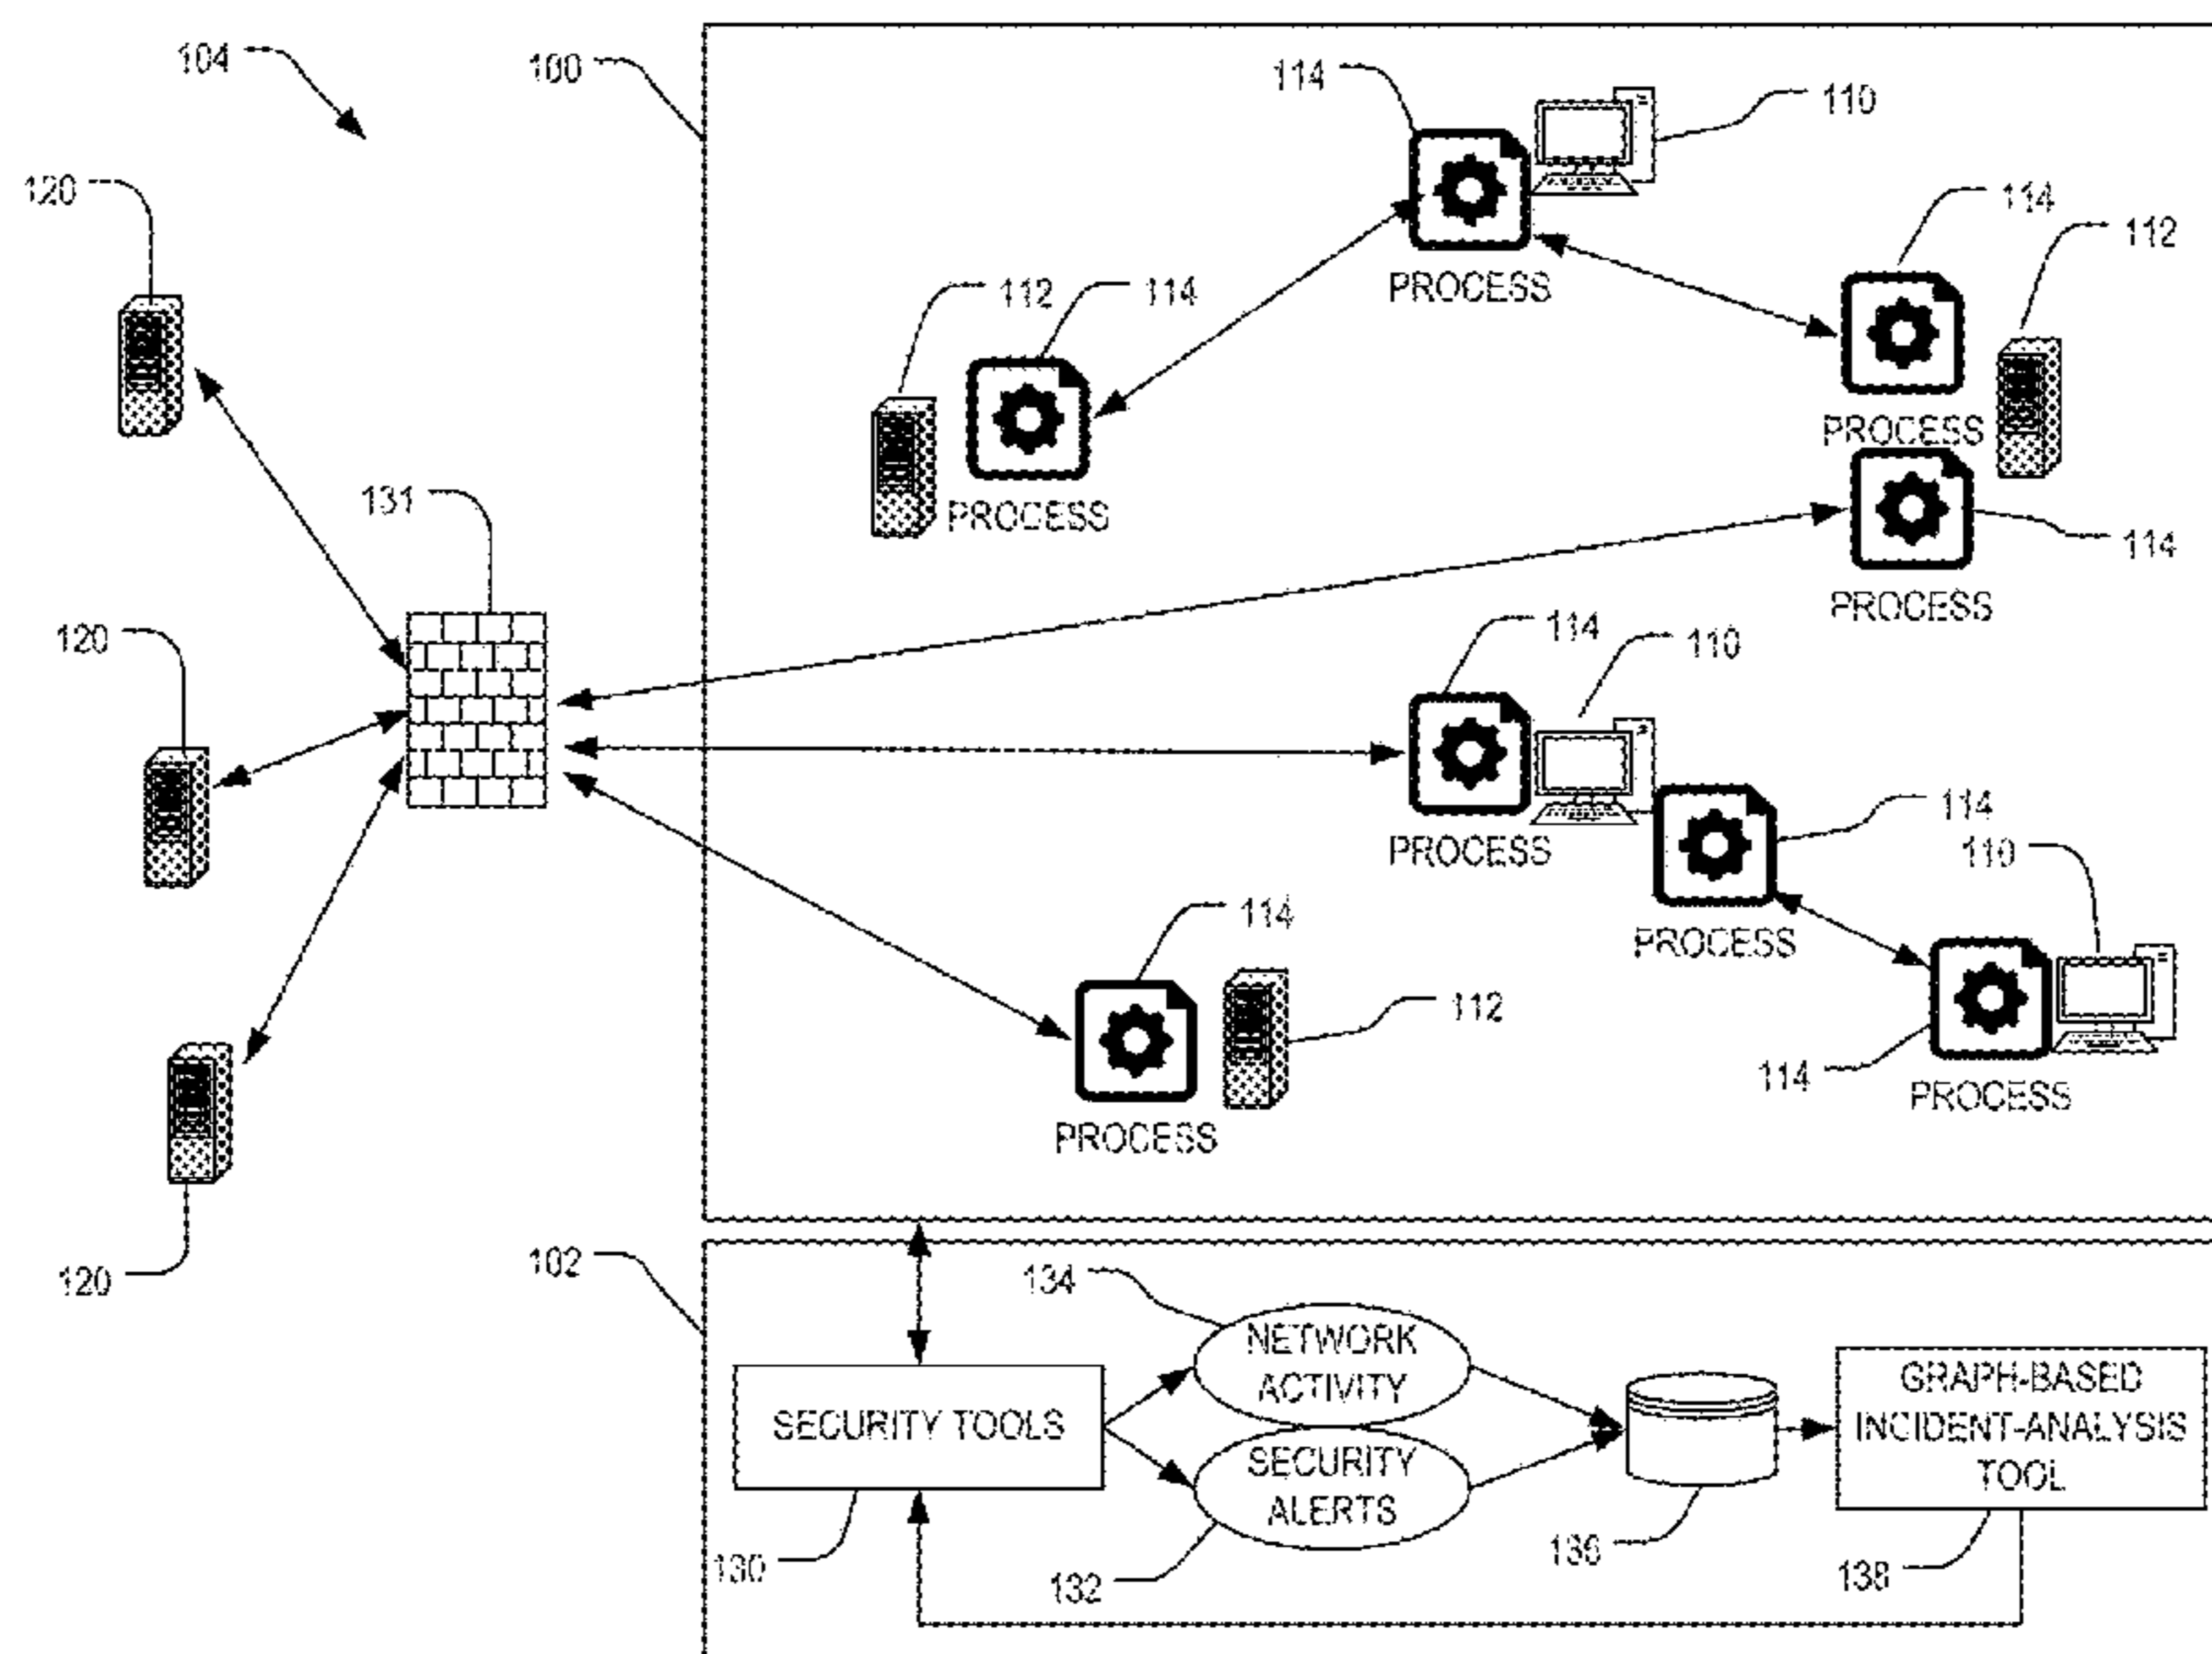 104
100
114
110
120
114
112
112
114
PROCESS
PROCESS
PROCESS
131
114
PROCESS
120
114
110
PROCESS
114
110
PROCESS
114
112
114
PROCESS
PROCESS
120
102
134
NETWORK
ACTIVITY
SECURITY TOOLS
SECURITY
ALERTS
GRAPH-BASED
INCIDENT-ANALYSIS
TOOL
130
132
136
138